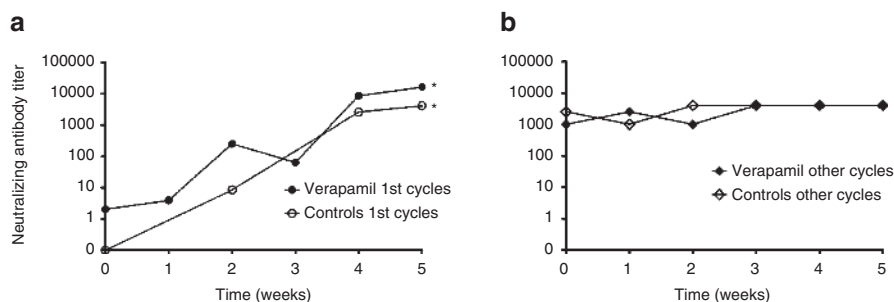 a
Neutralizing antibody titer
100000
10000
1000
100
10
1
0
0 1 2 3 4 5
Time (weeks)
Verapamil 1st cycles
Controls 1st cycles
*
*
b
100000
10000
1000
100
10
1
0
0 1 2 3 4 5
Time (weeks)
Verapamil other cycles
Controls other cycles